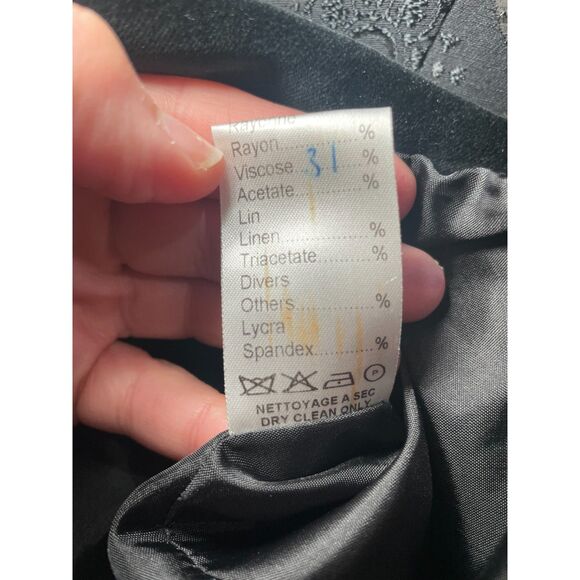 Rayon.......%
Viscose..31..%
Acetate.........%
Lin
Linen..............%
Triacetate.......%
Divers
Others............%
Lycra
Spandex..........%
P
NETTOYAGE A SEC
DRY CLEAN ONLY